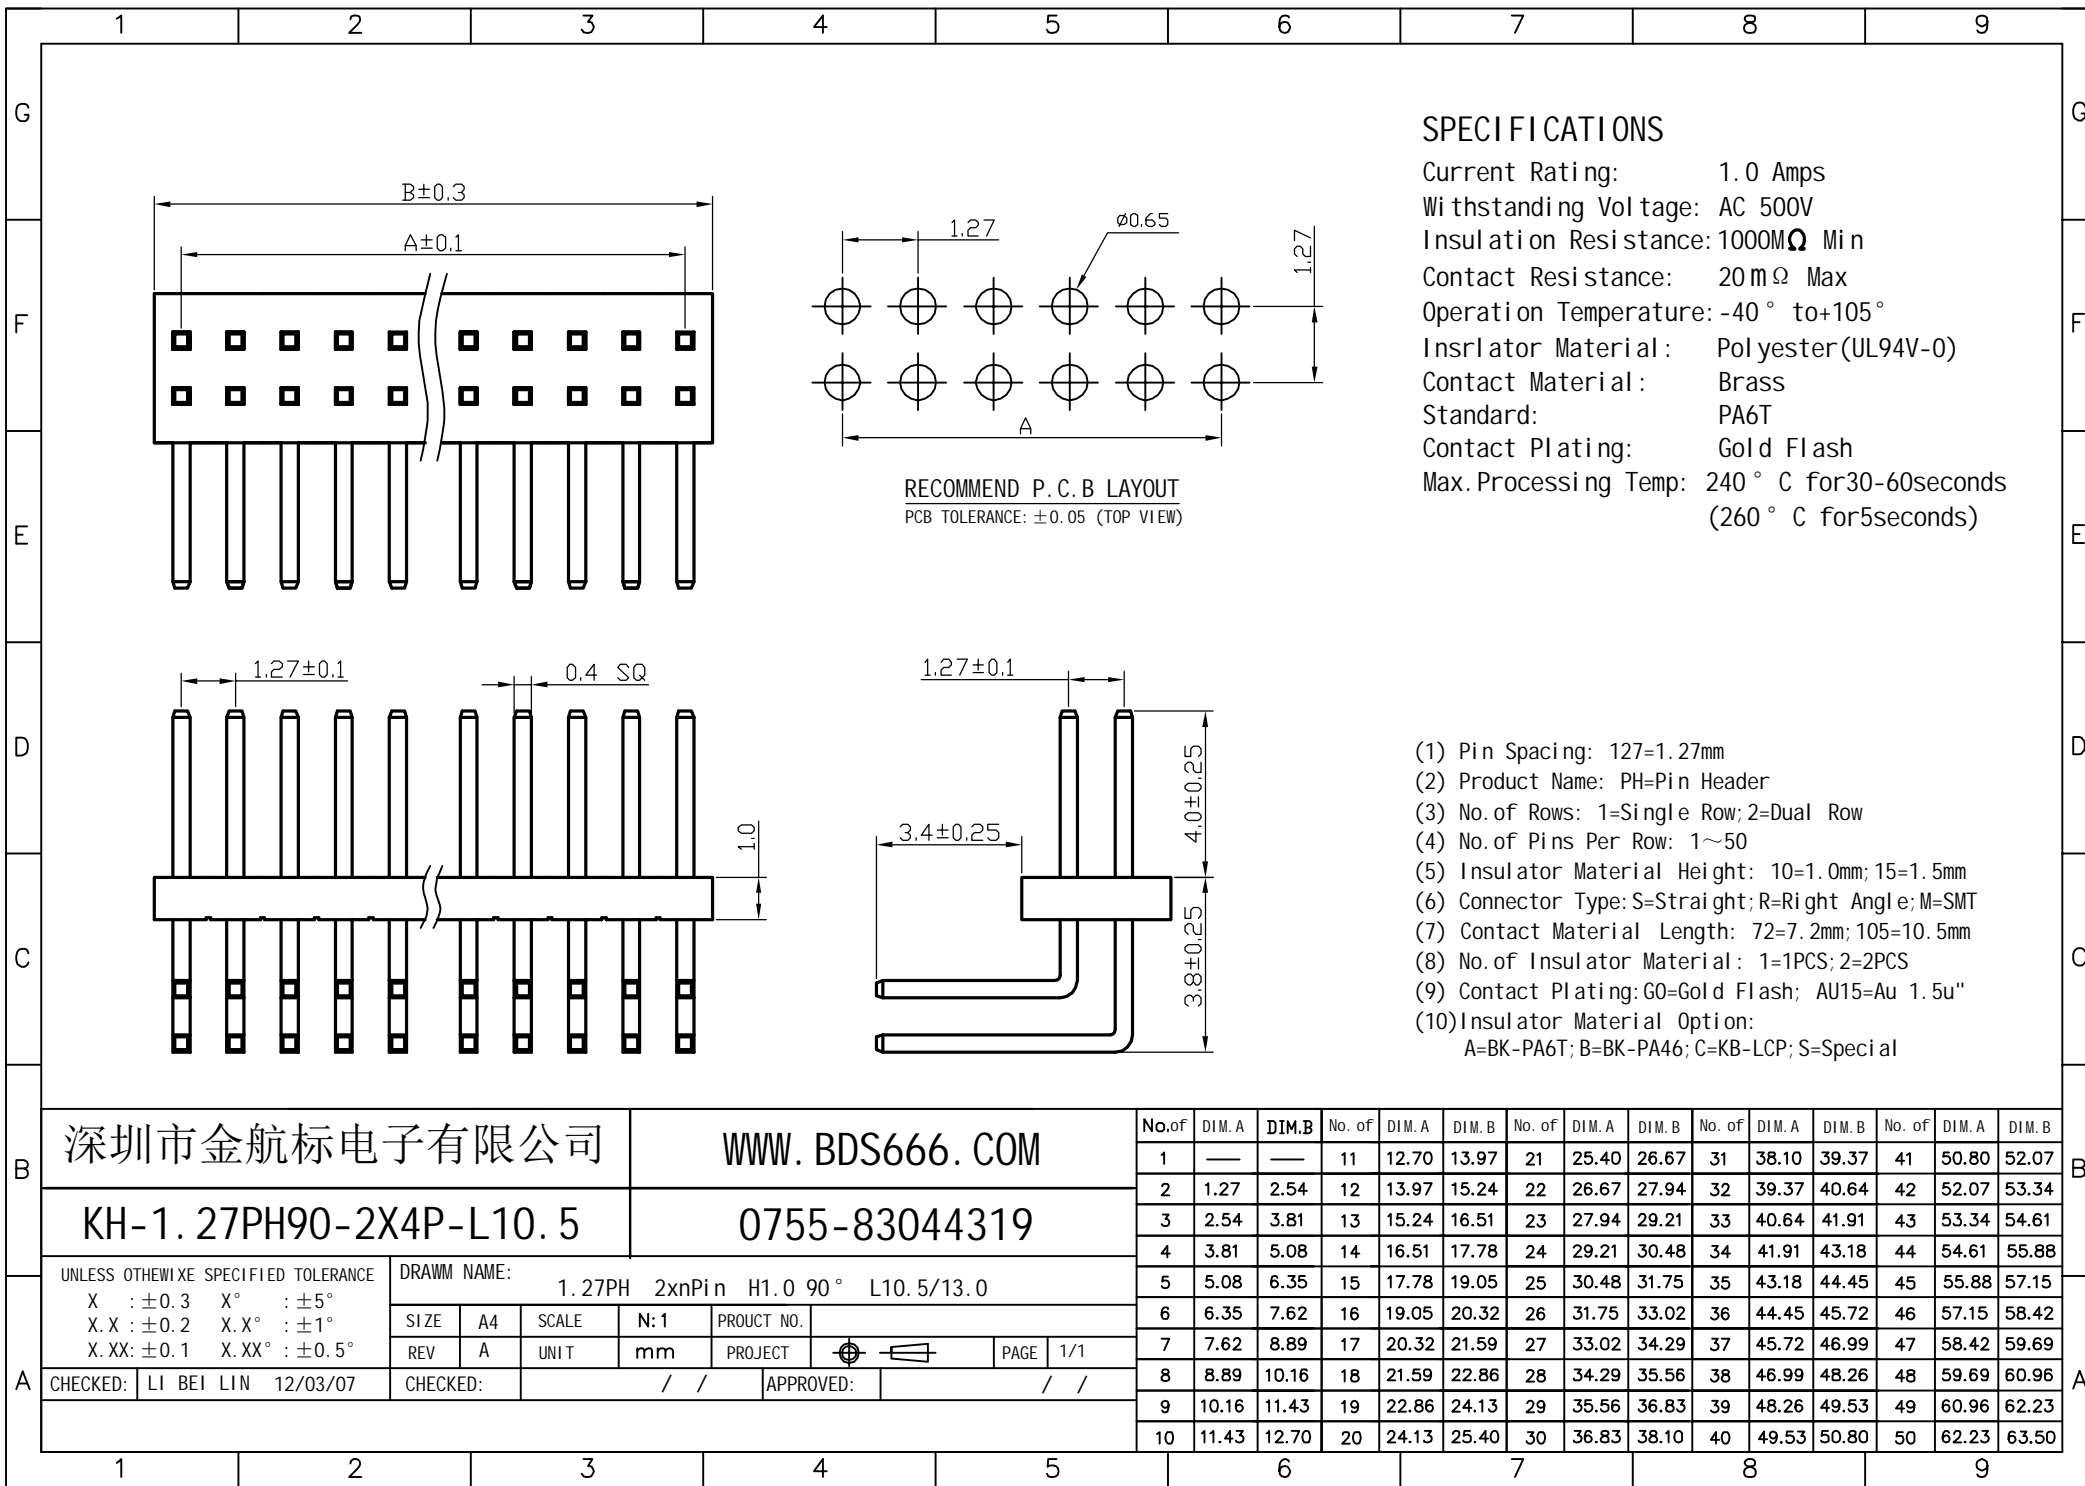 1 2 3 4 5 6 7 8 9
G G
F F
E E
D D
C C
B B
A A
B±0.3
A±0.1
1.27
ø0.65
1.27
A
RECOMMEND P.C.B LAYOUT
PCB TOLERANCE: ±0.05 (TOP VIEW)
SPECIFICATIONS
Current Rating: 1.0 Amps
Withstanding Voltage: AC 500V
Insulation Resistance: 1000MΩ Min
Contact Resistance: 20mΩ Max
Operation Temperature: -40° to+105°
Insrlator Material: Polyester(UL94V-0)
Contact Material: Brass
Standard: PA6T
Contact Plating: Gold Flash
Max.Processing Temp: 240°C for30-60seconds
(260°C for5seconds)
1.27±0.1
0.4 SQ
1.0
1.27±0.1
4.0±0.25
3.4±0.25
3.8±0.25
(1) Pin Spacing: 127=1.27mm
(2) Product Name: PH=Pin Header
(3) No.of Rows: 1=Single Row;2=Dual Row
(4) No.of Pins Per Row: 1~50
(5) Insulator Material Height: 10=1.0mm;15=1.5mm
(6) Connector Type:S=Straight;R=Right Angle;M=SMT
(7) Contact Material Length: 72=7.2mm;105=10.5mm
(8) No.of Insulator Material: 1=1PCS;2=2PCS
(9) Contact Plating:G0=Gold Flash; AU15=Au 1.5u"
(10)Insulator Material Option:
A=BK-PA6T;B=BK-PA46;C=KB-LCP;S=Special
深圳市金航标电子有限公司
WWW.BDS666.COM
KH-1.27PH90-2X4P-L10.5
0755-83044319
UNLESS OTHEWIXE SPECIFIED TOLERANCE
X :±0.3 X° :±5°
X.X :±0.2 X.X° :±1°
X.XX:±0.1 X.XX° :±0.5°
DRAWM NAME: 1.27PH 2xnPin H1.0 90° L10.5/13.0
SIZE A4 SCALE N:1 PROUCT NO.
REV A UNIT mm PROJECT PAGE 1/1
CHECKED: LI BEI LIN 12/03/07 CHECKED: / / APPROVED: / /
No.of DIM.A DIM.B No.of DIM.A DIM.B No.of DIM.A DIM.B No.of DIM.A DIM.B No.of DIM.A DIM.B
1 — — 11 12.70 13.97 21 25.40 26.67 31 38.10 39.37 41 50.80 52.07
2 1.27 2.54 12 13.97 15.24 22 26.67 27.94 32 39.37 40.64 42 52.07 53.34
3 2.54 3.81 13 15.24 16.51 23 27.94 29.21 33 40.64 41.91 43 53.34 54.61
4 3.81 5.08 14 16.51 17.78 24 29.21 30.48 34 41.91 43.18 44 54.61 55.88
5 5.08 6.35 15 17.78 19.05 25 30.48 31.75 35 43.18 44.45 45 55.88 57.15
6 6.35 7.62 16 19.05 20.32 26 31.75 33.02 36 44.45 45.72 46 57.15 58.42
7 7.62 8.89 17 20.32 21.59 27 33.02 34.29 37 45.72 46.99 47 58.42 59.69
8 8.89 10.16 18 21.59 22.86 28 34.29 35.56 38 46.99 48.26 48 59.69 60.96
9 10.16 11.43 19 22.86 24.13 29 35.56 36.83 39 48.26 49.53 49 60.96 62.23
10 11.43 12.70 20 24.13 25.40 30 36.83 38.10 40 49.53 50.80 50 62.23 63.50
1 2 3 4 5 6 7 8 9